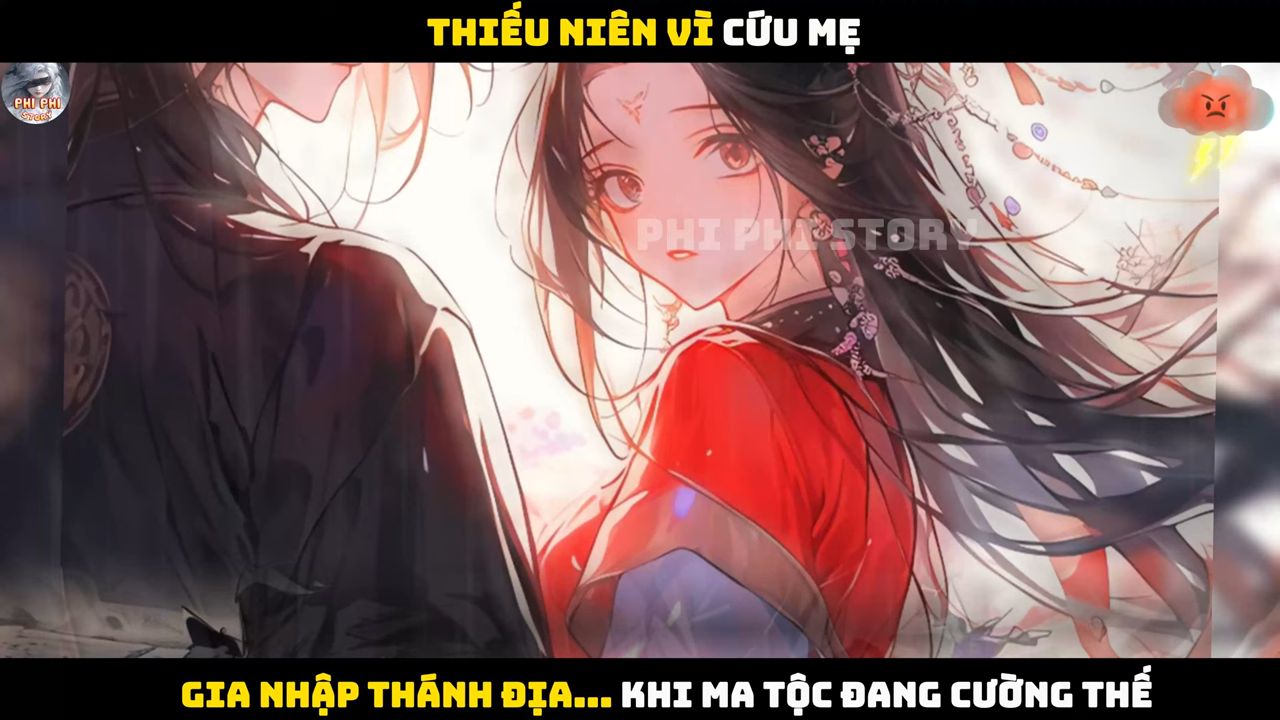 THIẾU NIÊN VÌ CỨU MẸ
PHI PHI
STORY
PHI PHI STORY
GIA NHẬP THÁNH ĐỊA... KHI MA TỘC ĐANG CƯỜNG THẾ